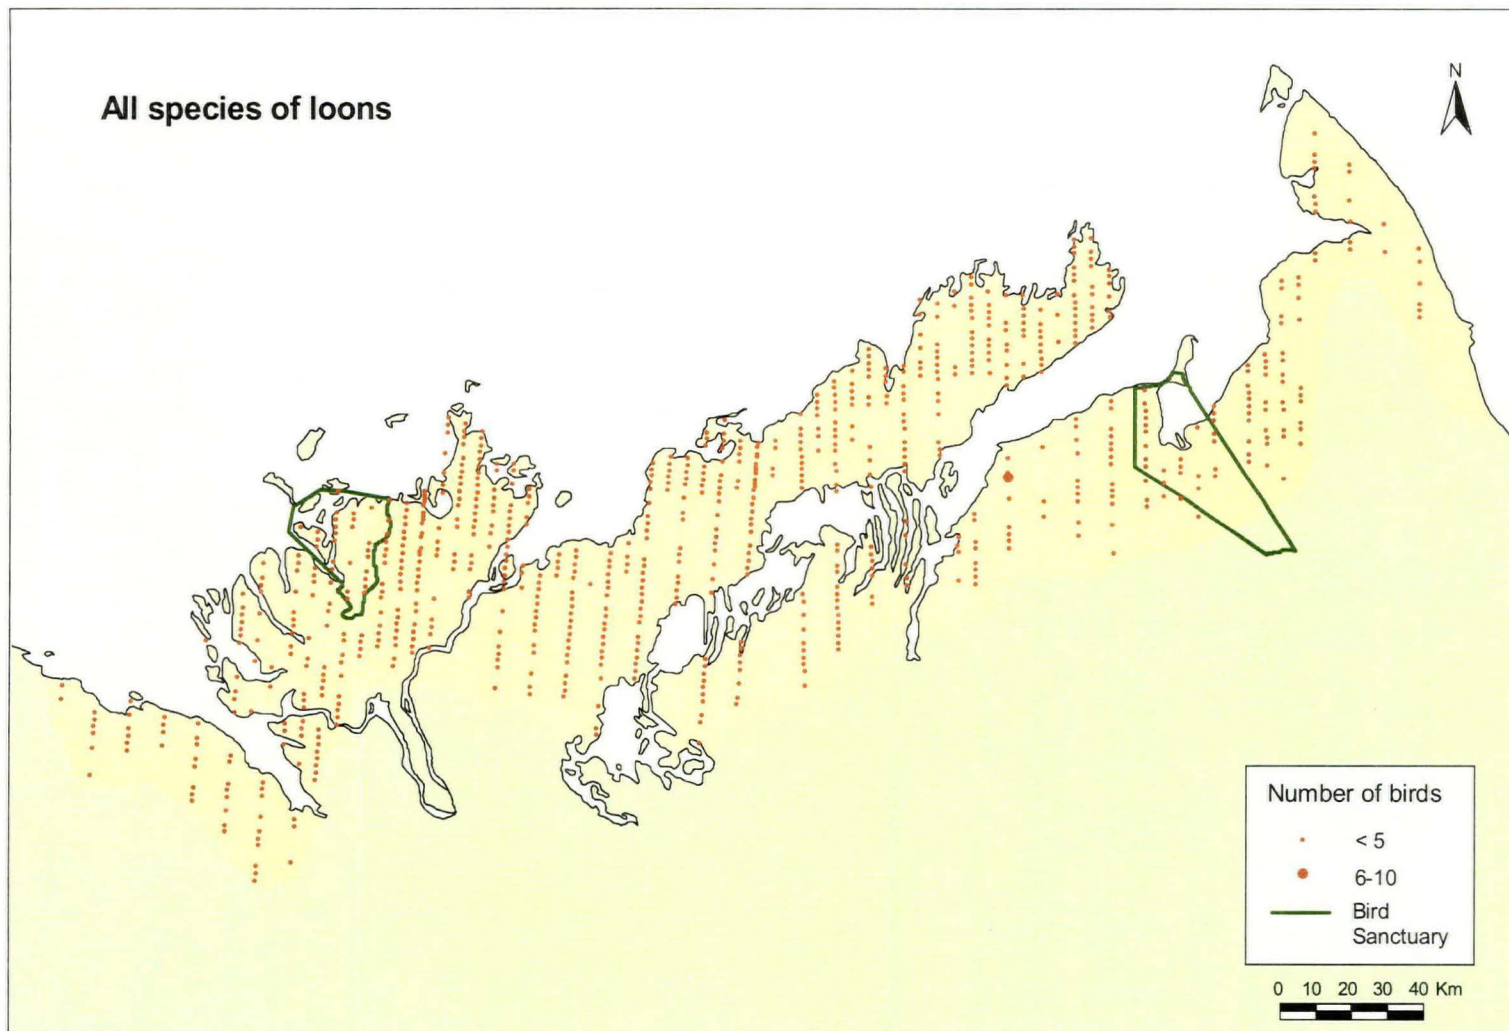 All species of loons
N
Number of birds
< 5
6-10
Bird
Sanctuary
0 10 20 30 40 Km